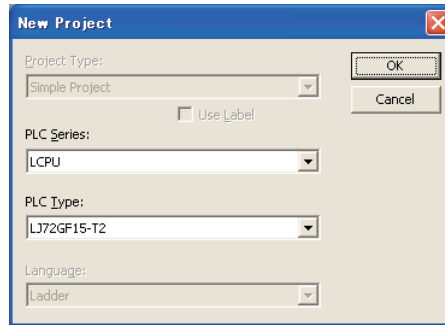 New Project
Project Type:
Simple Project
Use Label
PLC Series:
LCPU
PLC Type:
LJ72GF15-T2
Language:
Ladder
OK
Cancel